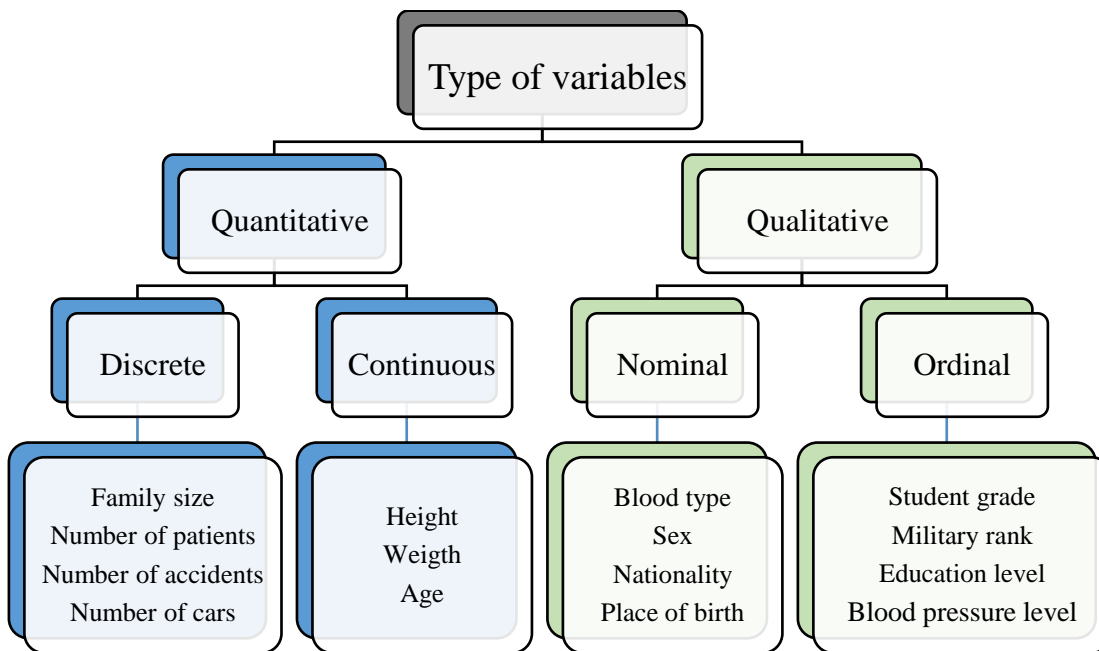 Type of variables
Quantitative
Qualitative
Discrete
Continuous
Nominal
Ordinal
Family size
Number of patients
Number of accidents
Number of cars
Height
Weigth
Age
Blood type
Sex
Nationality
Place of birth
Student grade
Military rank
Education level
Blood pressure level